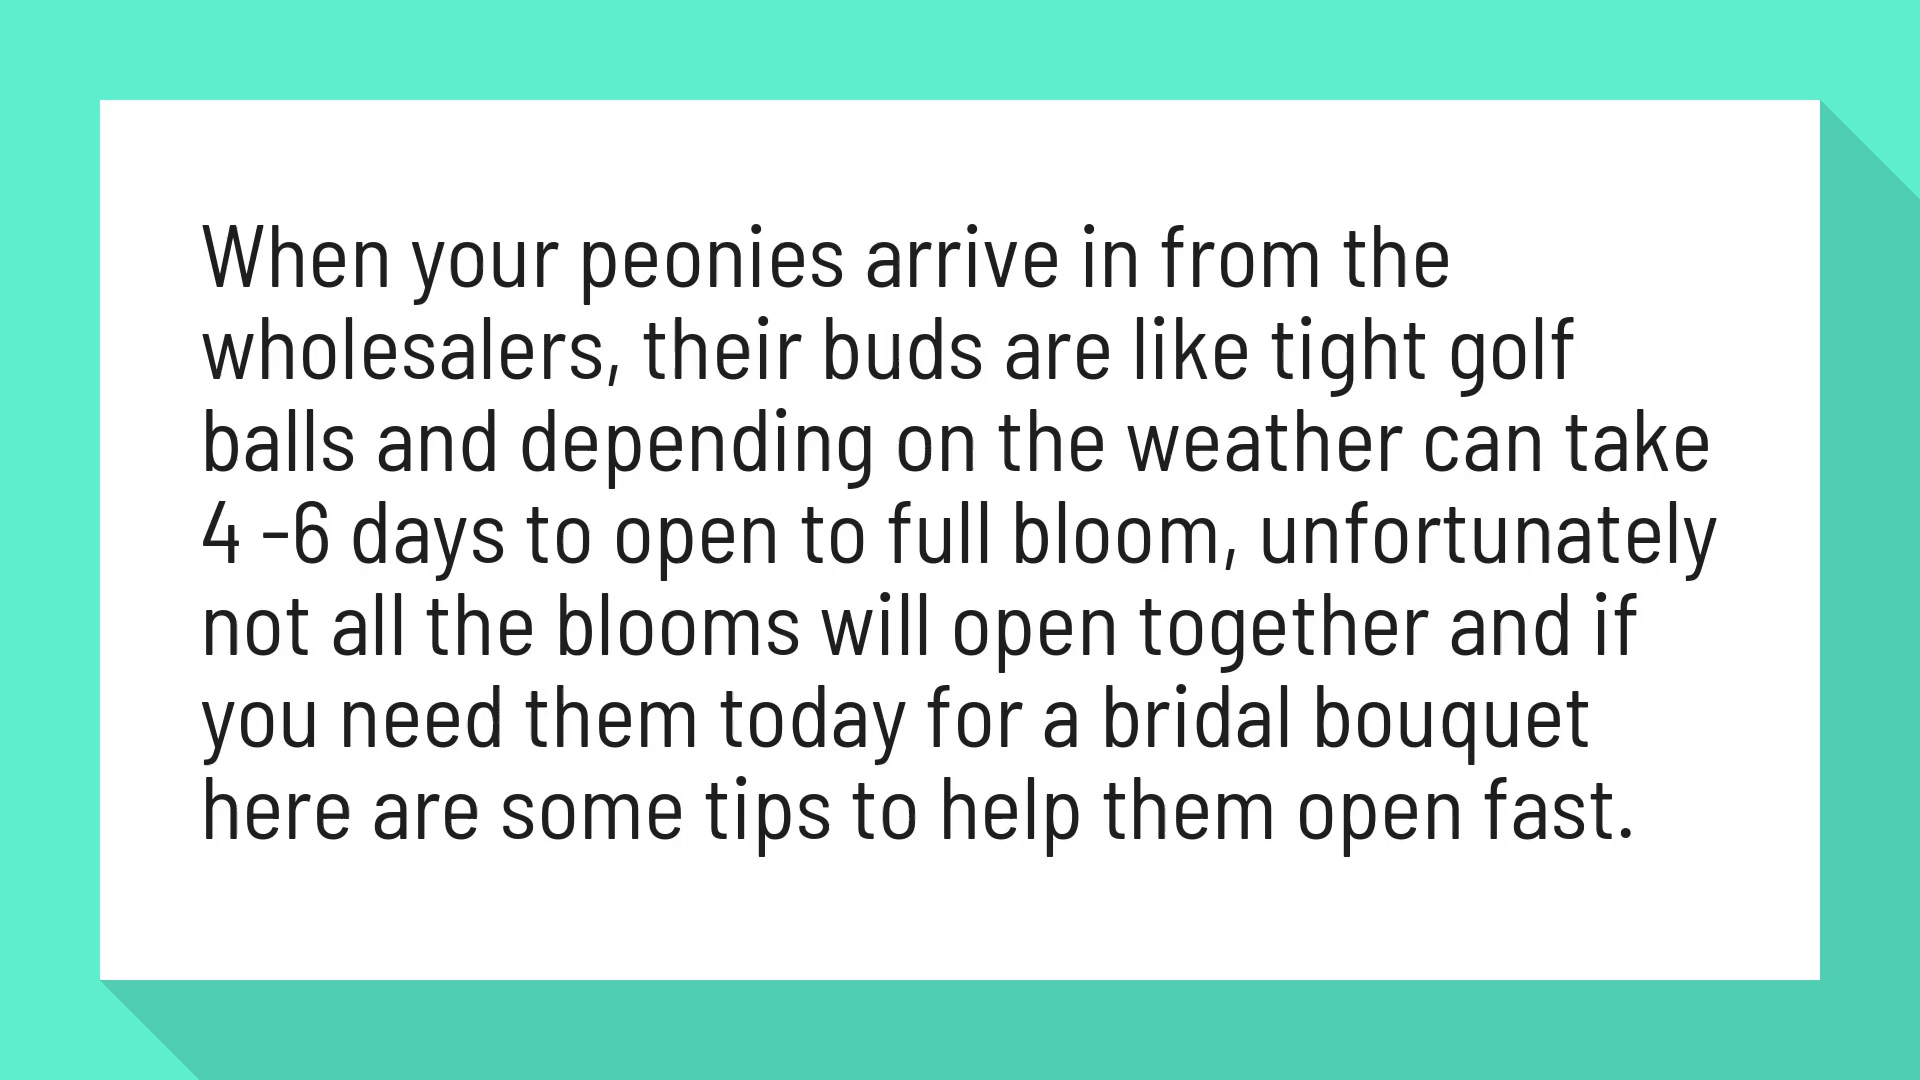 When your peonies arrive in from the
wholesalers, their buds are like tight golf
balls and depending on the weather can take
4 -6 days to open to full bloom, unfortunately
not all the blooms will open together and if
you need them today for a bridal bouquet
here are some tips to help them open fast.